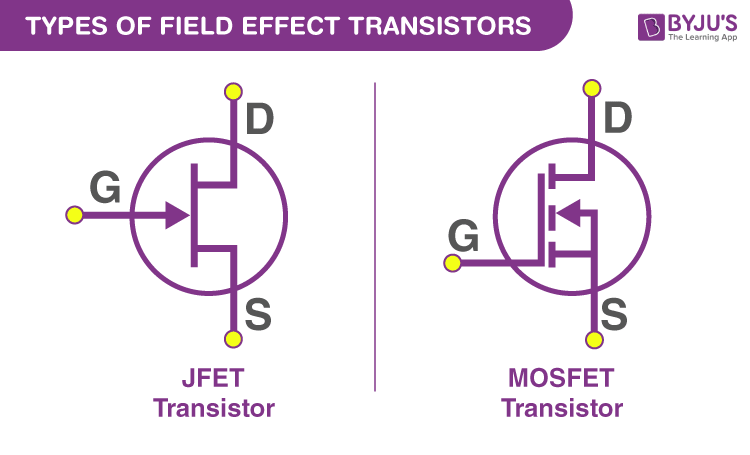 TYPES OF FIELD EFFECT TRANSISTORS
BYJU'S
The Learning App
D
G
S
JFET
Transistor
D
G
S
MOSFET
Transistor